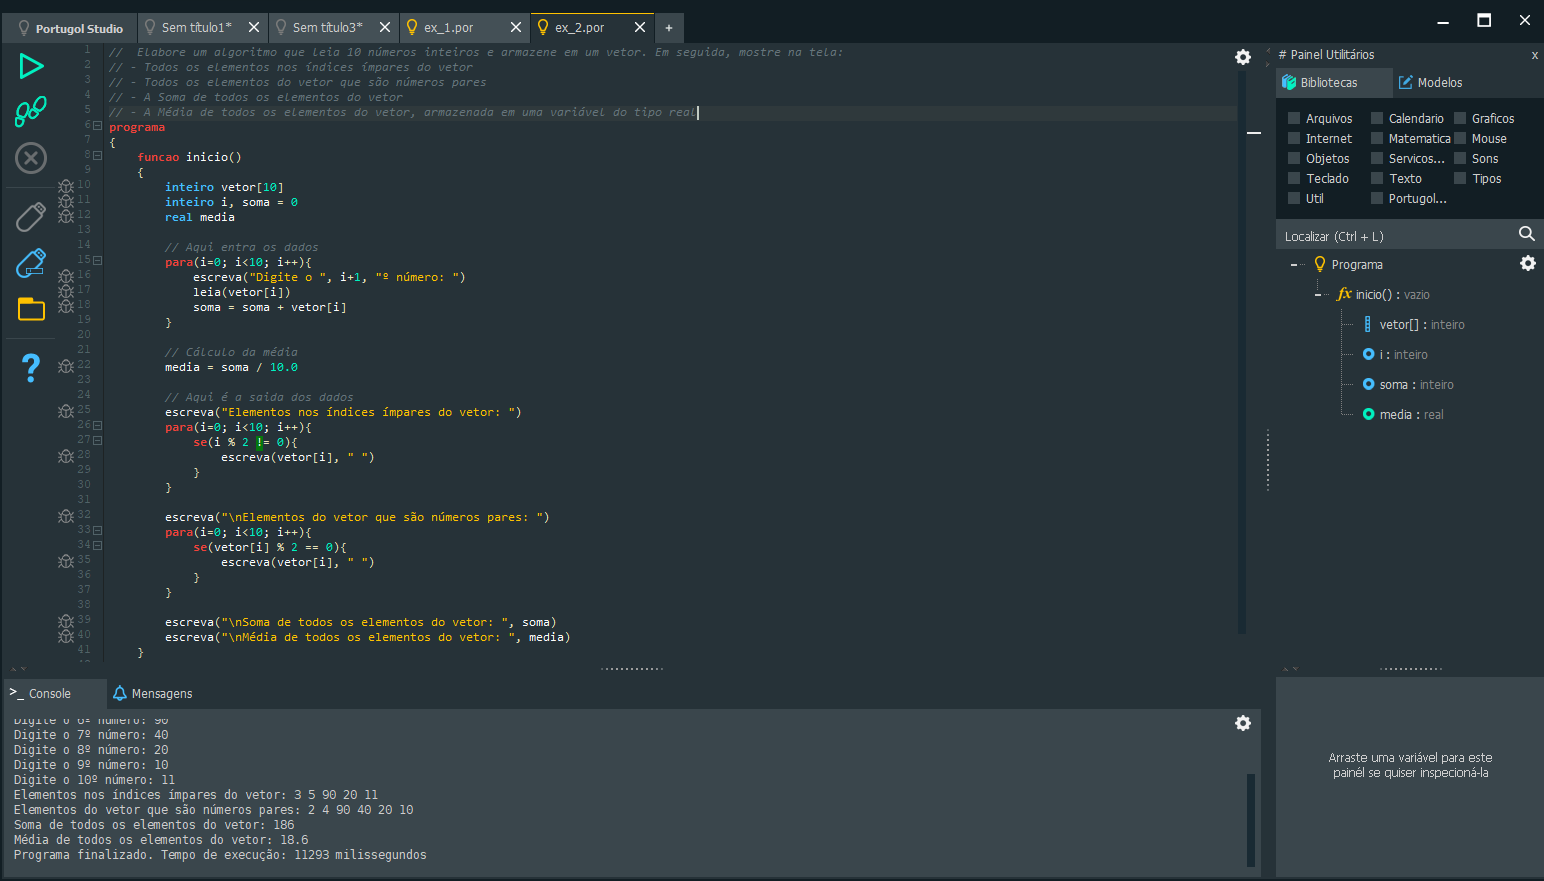 Portugol Studio
Sem título1*
Sem título3*
ex_1.por
ex_2.por
+
1 // Elabore um algoritmo que leia 10 números inteiros e armazene em um vetor. Em seguida, mostre na tela:
2 // - Todos os elementos nos índices ímpares do vetor
3 // - Todos os elementos do vetor que são números pares
4 // - A Soma de todos os elementos do vetor
5 // - A Média de todos os elementos do vetor, armazenada em uma variável do tipo real
6 programa
7 {
8 funcao inicio()
9 {
10 inteiro vetor[10]
11 inteiro i, soma = 0
12 real media
13
14 // Aqui entra os dados
15 para(i=0; i<10; i++){
16 escreva("Digite o ", i+1, "º número: ")
17 leia(vetor[i])
18 soma = soma + vetor[i]
19 }
20
21 // Cálculo da média
22 media = soma / 10.0
23
24 // Aqui é a saida dos dados
25 escreva("Elementos nos índices ímpares do vetor: ")
26 para(i=0; i<10; i++){
27 se(i % 2 != 0){
28 escreva(vetor[i], " ")
29 }
30 }
31
32 escreva("\nElementos do vetor que são números pares: ")
33 para(i=0; i<10; i++){
34 se(vetor[i] % 2 == 0){
35 escreva(vetor[i], " ")
36 }
37 }
38
39 escreva("\nSoma de todos os elementos do vetor: ", soma)
40 escreva("\nMédia de todos os elementos do vetor: ", media)
41 }
Console
Mensagens
Digite o 6º número: 90
Digite o 7º número: 40
Digite o 8º número: 20
Digite o 9º número: 10
Digite o 10º número: 11
Elementos nos índices ímpares do vetor: 3 5 90 20 11
Elementos do vetor que são números pares: 2 4 90 40 20 10
Soma de todos os elementos do vetor: 186
Média de todos os elementos do vetor: 18.6
Programa finalizado. Tempo de execução: 11293 milissegundos
# Painel Utilitários x
Bibliotecas
Modelos
Arquivos Calendario Graficos
Internet Matematica Mouse
Objetos Servicos... Sons
Teclado Texto Tipos
Util Portugol...
Localizar (Ctrl + L)
Programa
fx inicio() : vazio
vetor[] : inteiro
i : inteiro
soma : inteiro
media : real
Arraste uma variável para este
painél se quiser inspecioná-la